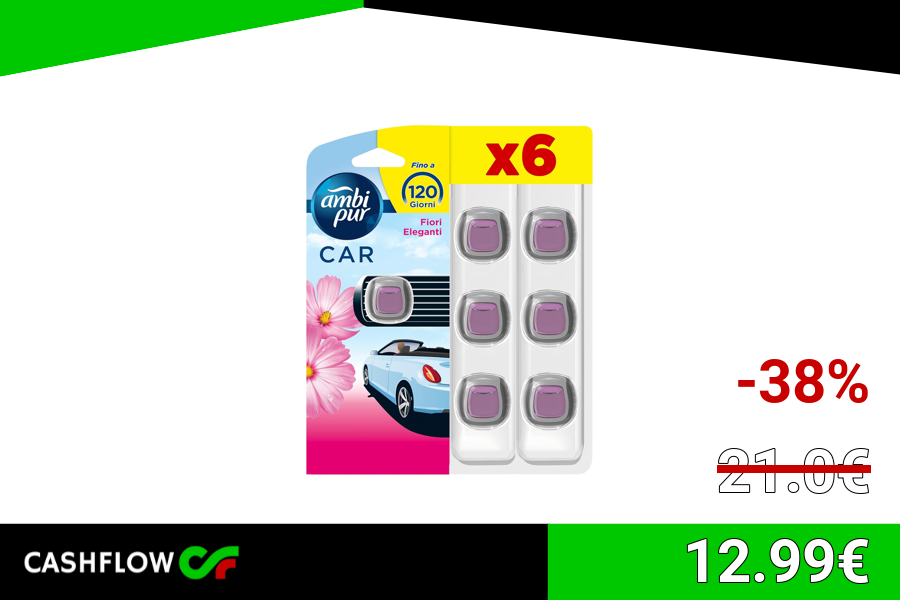 x6
Fino a
120
Giorni
ambi
pur
Fiori
Eleganti
CAR
-38%
21.0€
CASHFLOW
12.99€